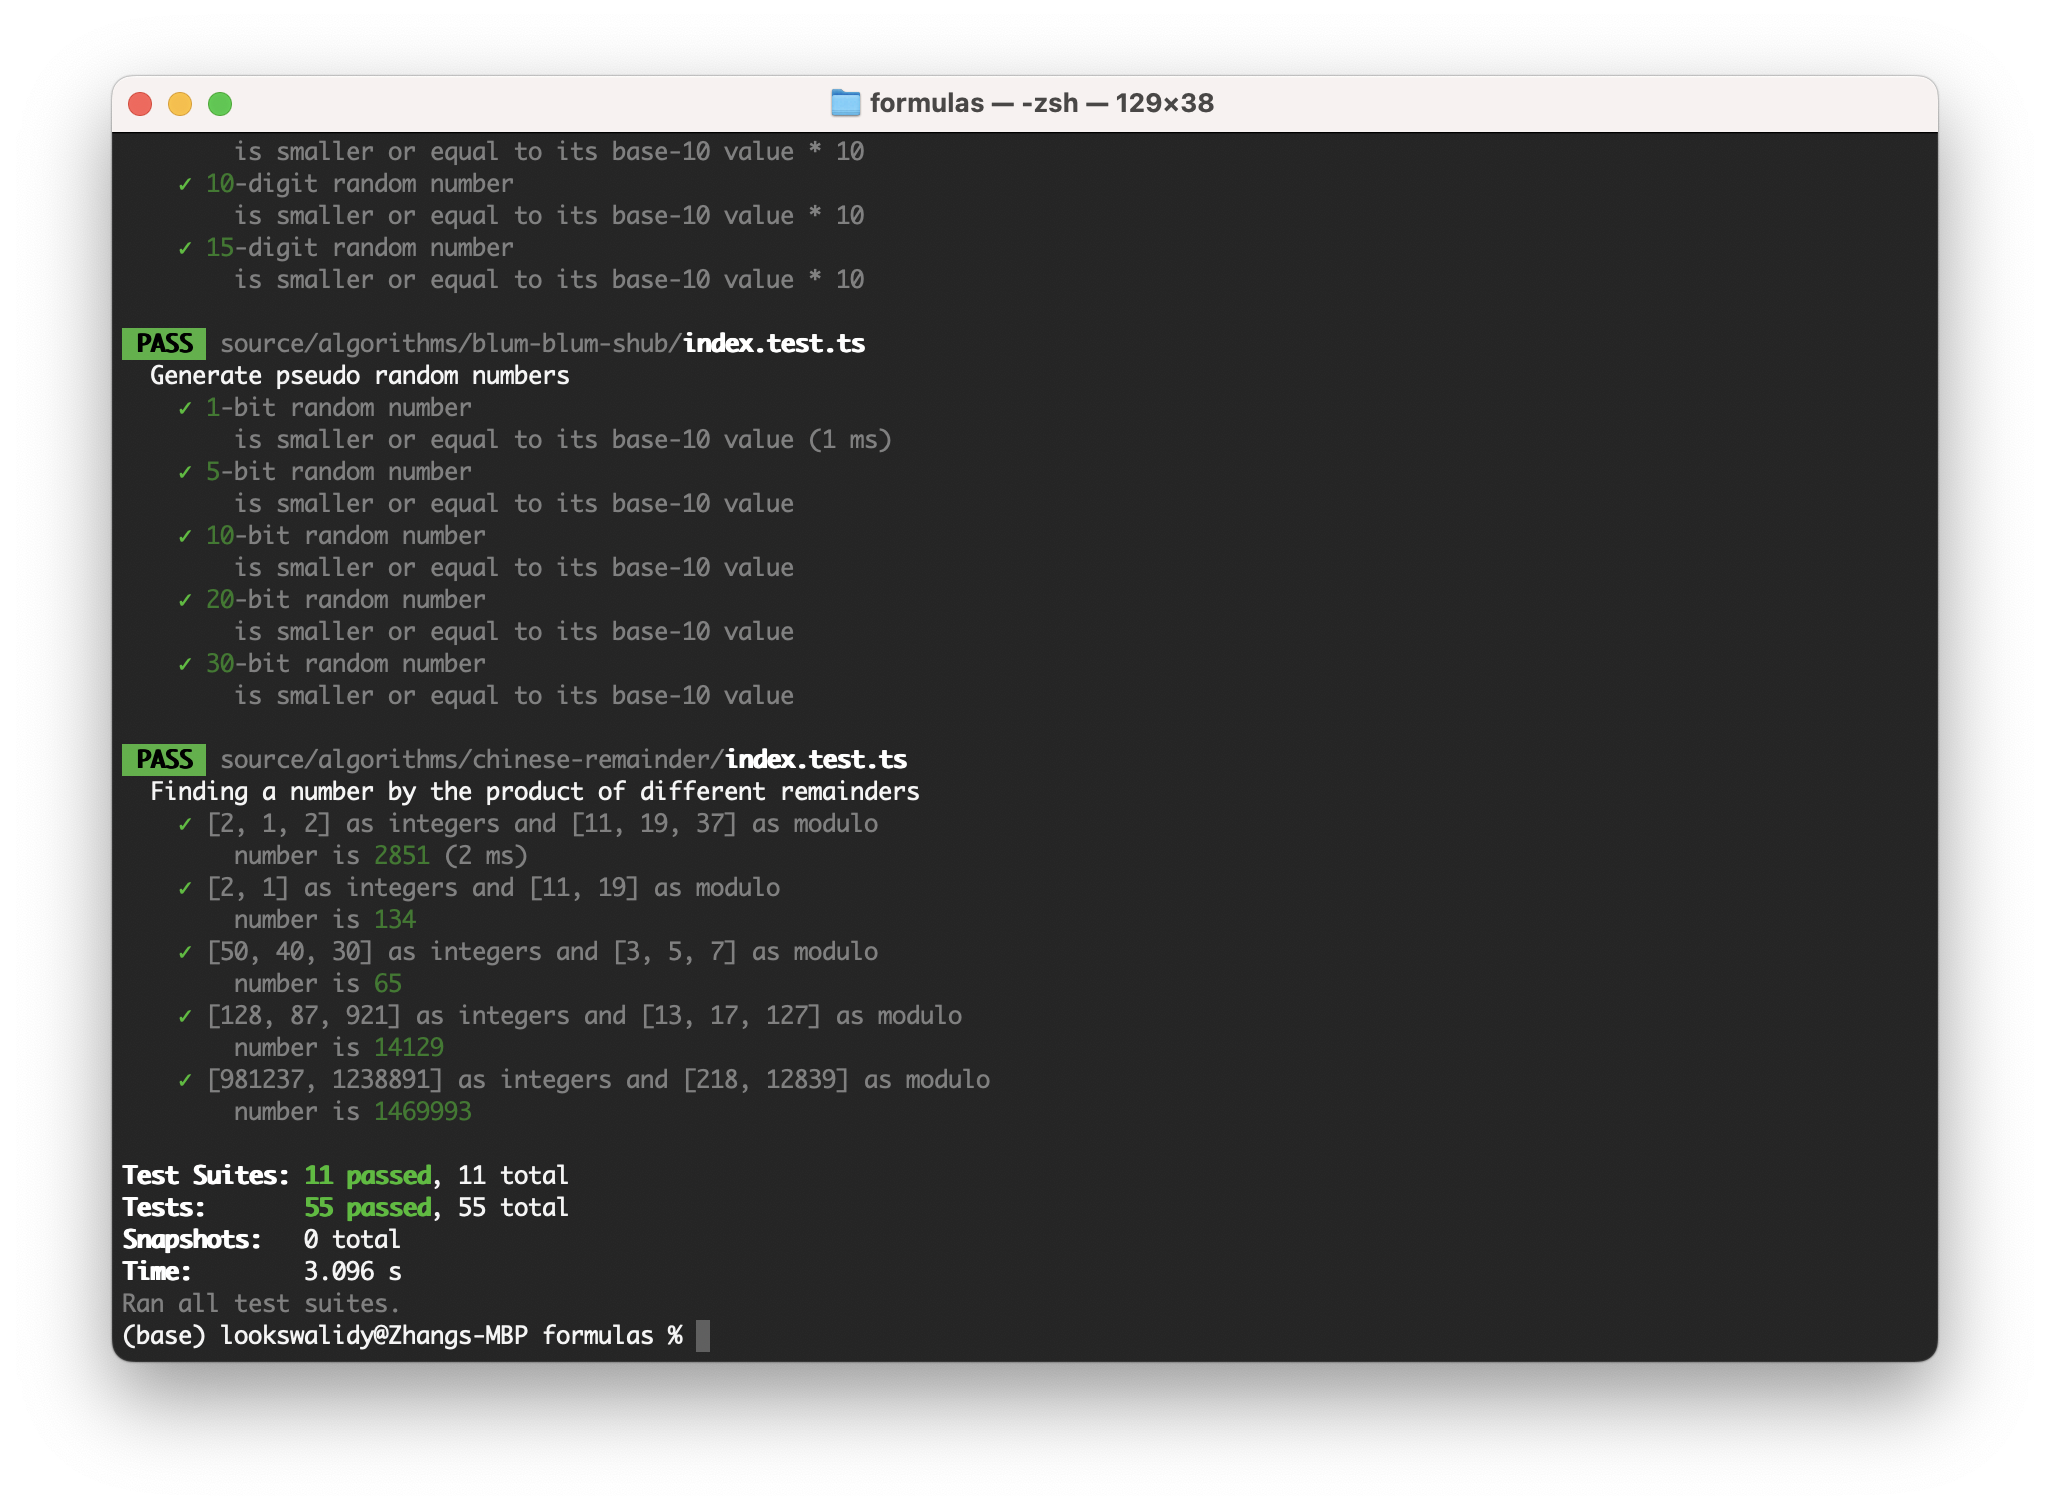 formulas — -zsh — 129×38
is smaller or equal to its base-10 value * 10
✓ 10-digit random number
is smaller or equal to its base-10 value * 10
✓ 15-digit random number
is smaller or equal to its base-10 value * 10
PASS source/algorithms/blum-blum-shub/index.test.ts
Generate pseudo random numbers
✓ 1-bit random number
is smaller or equal to its base-10 value (1 ms)
✓ 5-bit random number
is smaller or equal to its base-10 value
✓ 10-bit random number
is smaller or equal to its base-10 value
✓ 20-bit random number
is smaller or equal to its base-10 value
✓ 30-bit random number
is smaller or equal to its base-10 value
PASS source/algorithms/chinese-remainder/index.test.ts
Finding a number by the product of different remainders
✓ [2, 1, 2] as integers and [11, 19, 37] as modulo
number is 2851 (2 ms)
✓ [2, 1] as integers and [11, 19] as modulo
number is 134
✓ [50, 40, 30] as integers and [3, 5, 7] as modulo
number is 65
✓ [128, 87, 921] as integers and [13, 17, 127] as modulo
number is 14129
✓ [981237, 1238891] as integers and [218, 12839] as modulo
number is 1469993
Test Suites: 11 passed, 11 total
Tests: 55 passed, 55 total
Snapshots: 0 total
Time: 3.096 s
Ran all test suites.
(base) lookswalidy@Zhangs-MBP formulas %